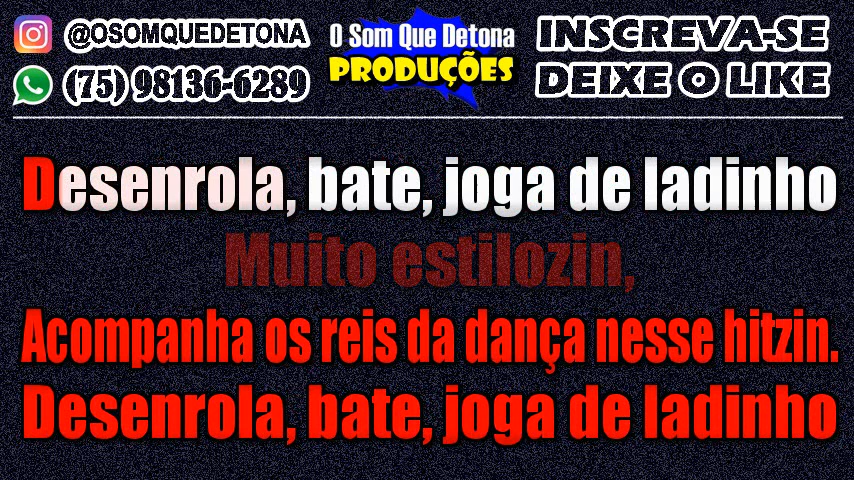 @OSOMQUEDETONA
(75) 98136-6289
O Som Que Detona
PRODUÇÕES
INSCREVA-SE
DEIXE O LIKE
Desenrola, bate, joga de ladinho
Muito estilozin,
Acompanha os reis da dança nesse hitzin.
Desenrola, bate, joga de ladinho